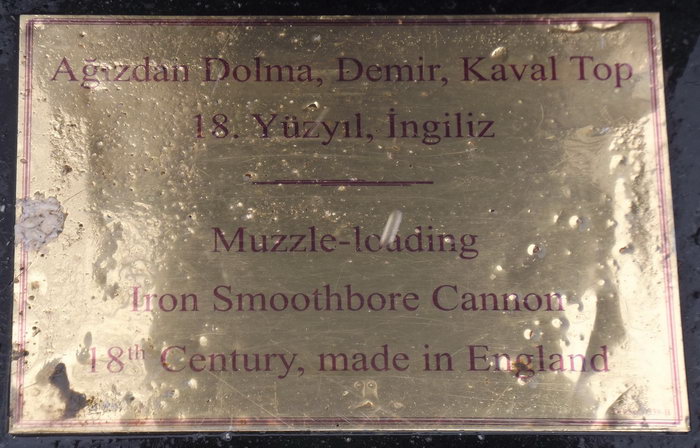 Ağızdan Dolma, Demir, Kaval Top
18. Yüzyıl, İngiliz
Muzzle-loading
Iron Smoothbore Cannon
18th Century, made in England